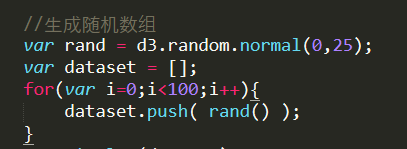 //生成随机数组
var rand = d3.random.normal(0,25);
var dataset = [];
for(var i=0;i<100;i++){
    dataset.push( rand() );
}